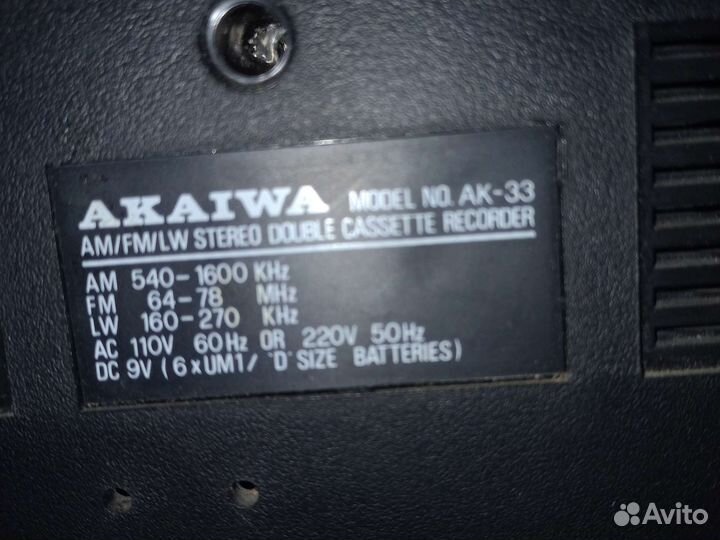 AKAIWA MODEL NO. AK-33
AM/FM/LW STEREO DOUBLE CASSETTE RECORDER
AM 540-1600 KHz
FM 64-78 MHz
LW 160-270 KHz
AC 110V 60Hz OR 220V 50Hz
DC 9V (6xUM1/ 'D' SIZE BATTERIES)
Avito